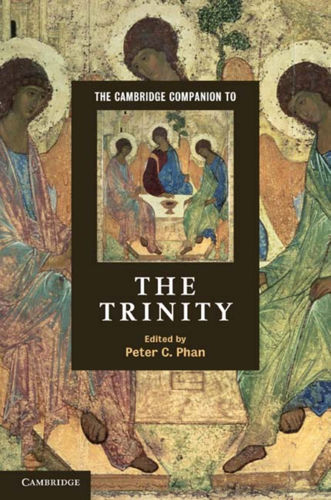 THE CAMBRIDGE COMPANION TO
THE
TRINITY
Edited by
Peter C. Phan
CAMBRIDGE